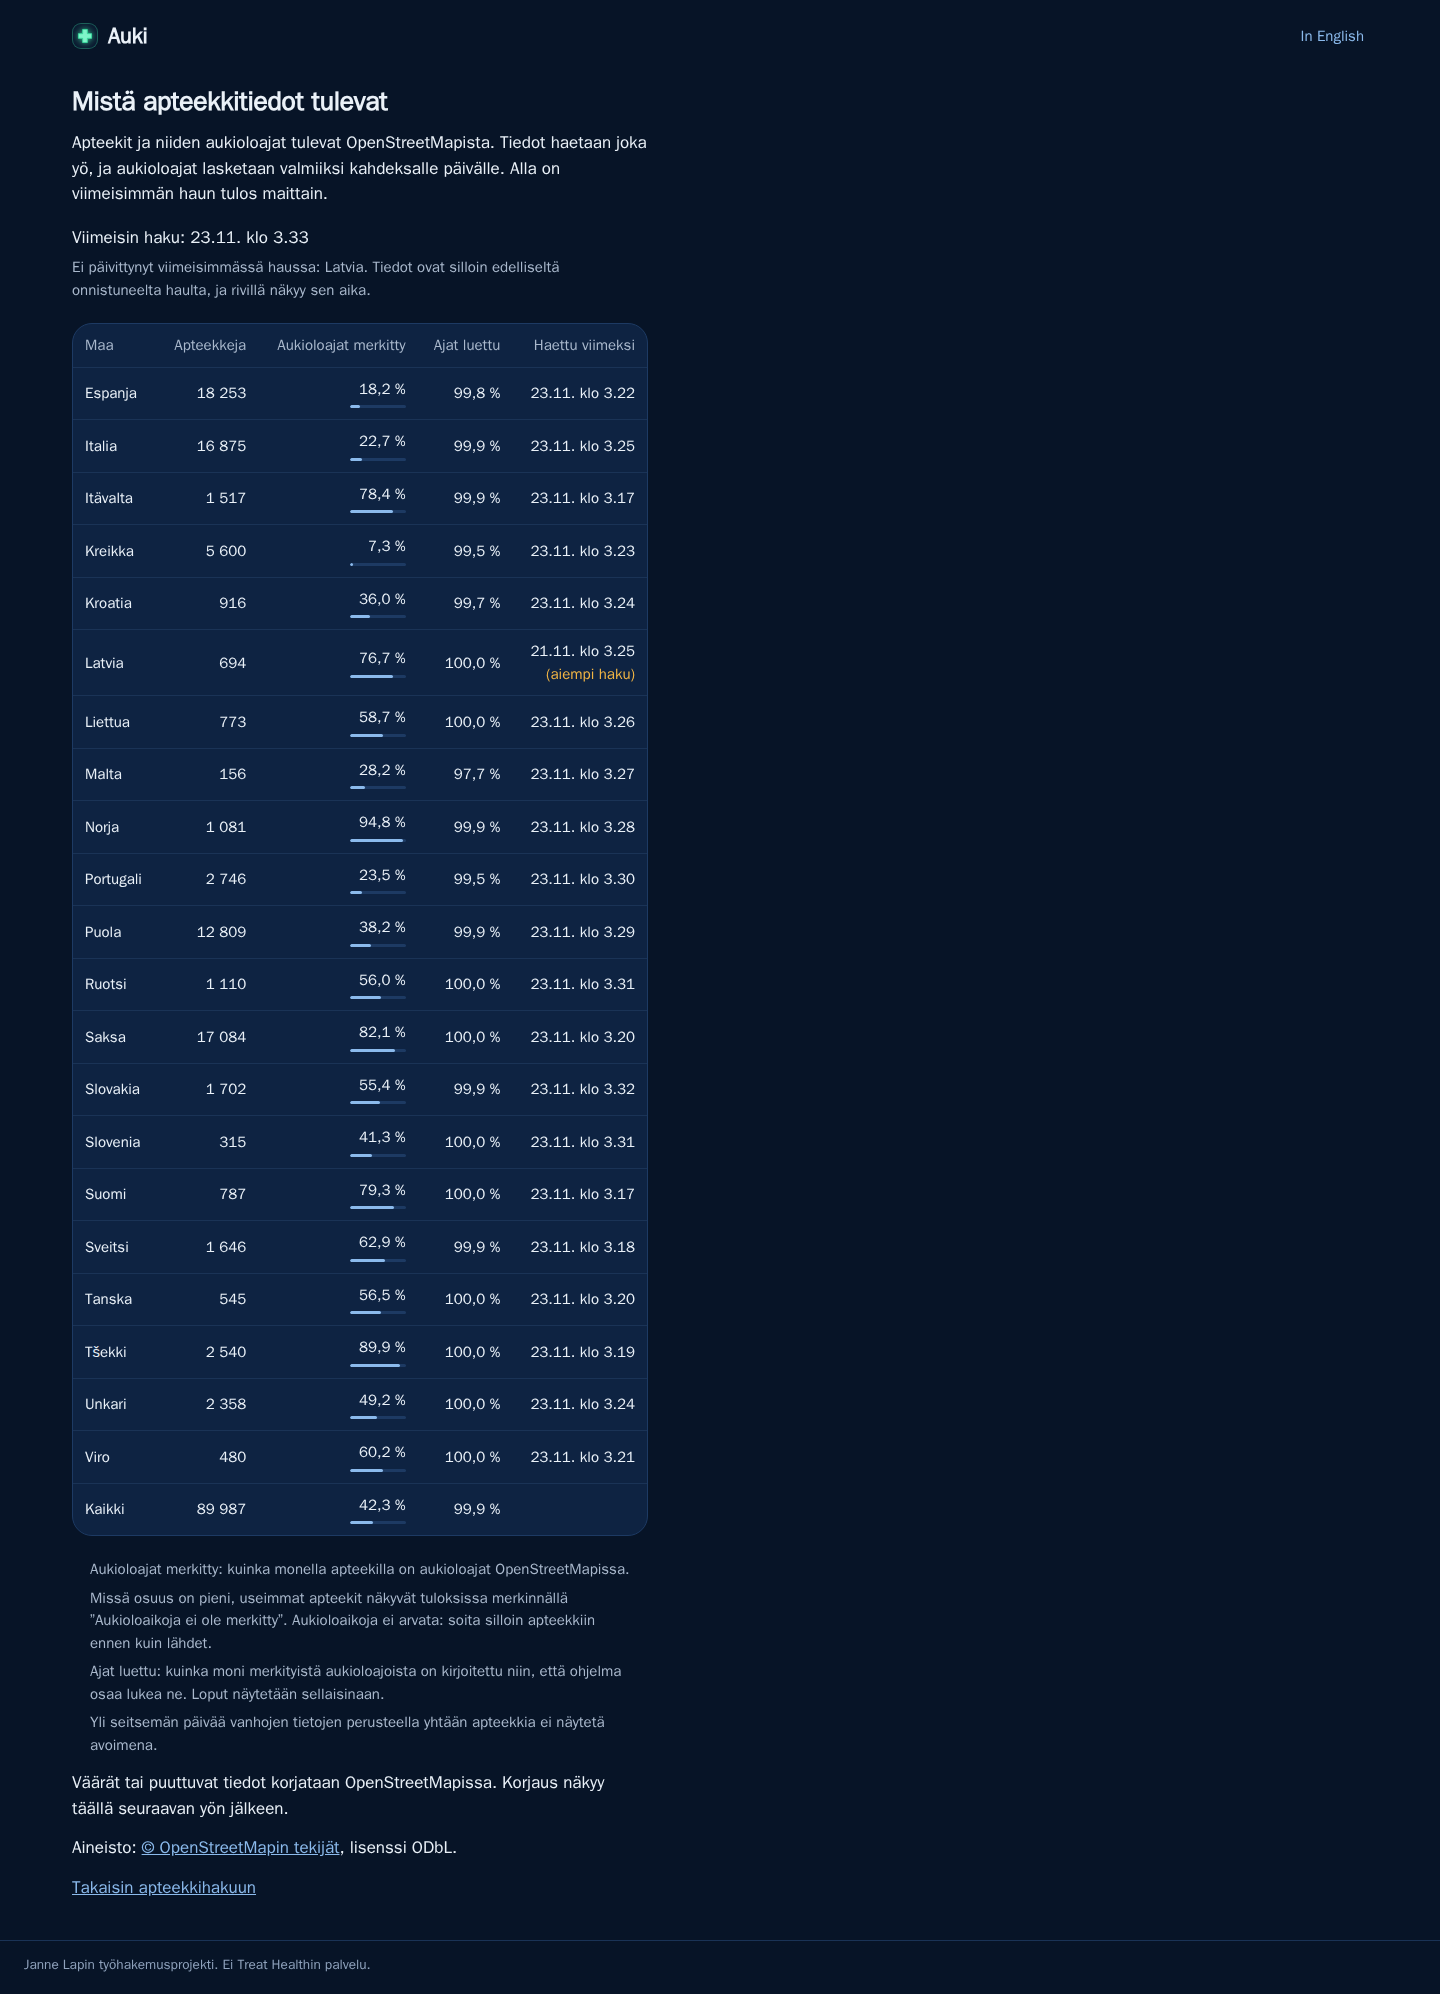 Auki
In English
Mistä apteekkitiedot tulevat
Apteekit ja niiden aukioloajat tulevat OpenStreetMapista. Tiedot haetaan joka
yö, ja aukioloajat lasketaan valmiiksi kahdeksalle päivälle. Alla on
viimeisimmän haun tulos maittain.
Viimeisin haku: 23.11. klo 3.33
Ei päivittynyt viimeisimmässä haussa: Latvia. Tiedot ovat silloin edelliseltä
onnistuneelta haulta, ja rivillä näkyy sen aika.
Maa Apteekkeja Aukioloajat merkitty Ajat luettu Haettu viimeksi
Espanja 18 253 18,2 % 99,8 % 23.11. klo 3.22
Italia 16 875 22,7 % 99,9 % 23.11. klo 3.25
Itävalta 1 517 78,4 % 99,9 % 23.11. klo 3.17
Kreikka 5 600 7,3 % 99,5 % 23.11. klo 3.23
Kroatia 916 36,0 % 99,7 % 23.11. klo 3.24
Latvia 694 76,7 % 100,0 % 21.11. klo 3.25
(aiempi haku)
Liettua 773 58,7 % 100,0 % 23.11. klo 3.26
Malta 156 28,2 % 97,7 % 23.11. klo 3.27
Norja 1 081 94,8 % 99,9 % 23.11. klo 3.28
Portugali 2 746 23,5 % 99,5 % 23.11. klo 3.30
Puola 12 809 38,2 % 99,9 % 23.11. klo 3.29
Ruotsi 1 110 56,0 % 100,0 % 23.11. klo 3.31
Saksa 17 084 82,1 % 100,0 % 23.11. klo 3.20
Slovakia 1 702 55,4 % 99,9 % 23.11. klo 3.32
Slovenia 315 41,3 % 100,0 % 23.11. klo 3.31
Suomi 787 79,3 % 100,0 % 23.11. klo 3.17
Sveitsi 1 646 62,9 % 99,9 % 23.11. klo 3.18
Tanska 545 56,5 % 100,0 % 23.11. klo 3.20
Tšekki 2 540 89,9 % 100,0 % 23.11. klo 3.19
Unkari 2 358 49,2 % 100,0 % 23.11. klo 3.24
Viro 480 60,2 % 100,0 % 23.11. klo 3.21
Kaikki 89 987 42,3 % 99,9 %
Aukioloajat merkitty: kuinka monella apteekilla on aukioloajat OpenStreetMapissa.
Missä osuus on pieni, useimmat apteekit näkyvät tuloksissa merkinnällä
"Aukioloaikoja ei ole merkitty". Aukioloaikoja ei arvata: soita silloin apteekkiin
ennen kuin lähdet.
Ajat luettu: kuinka moni merkityistä aukioloajoista on kirjoitettu niin, että ohjelma
osaa lukea ne. Loput näytetään sellaisinaan.
Yli seitsemän päivää vanhojen tietojen perusteella yhtään apteekkia ei näytetä
avoimena.
Väärät tai puuttuvat tiedot korjataan OpenStreetMapissa. Korjaus näkyy
täällä seuraavan yön jälkeen.
Aineisto: © OpenStreetMapin tekijät, lisenssi ODbL.
Takaisin apteekkihakuun
Janne Lapin työhakemusprojekti. Ei Treat Healthin palvelu.